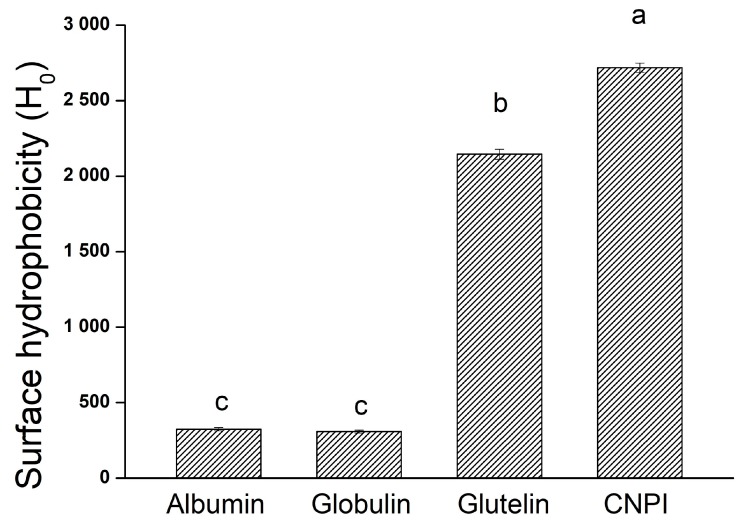 Surface hydrophobicity (H₀)
3 000
2 500
2 000
1 500
1 000
500
0
a
b
c
c
Albumin Globulin Glutelin CNPI